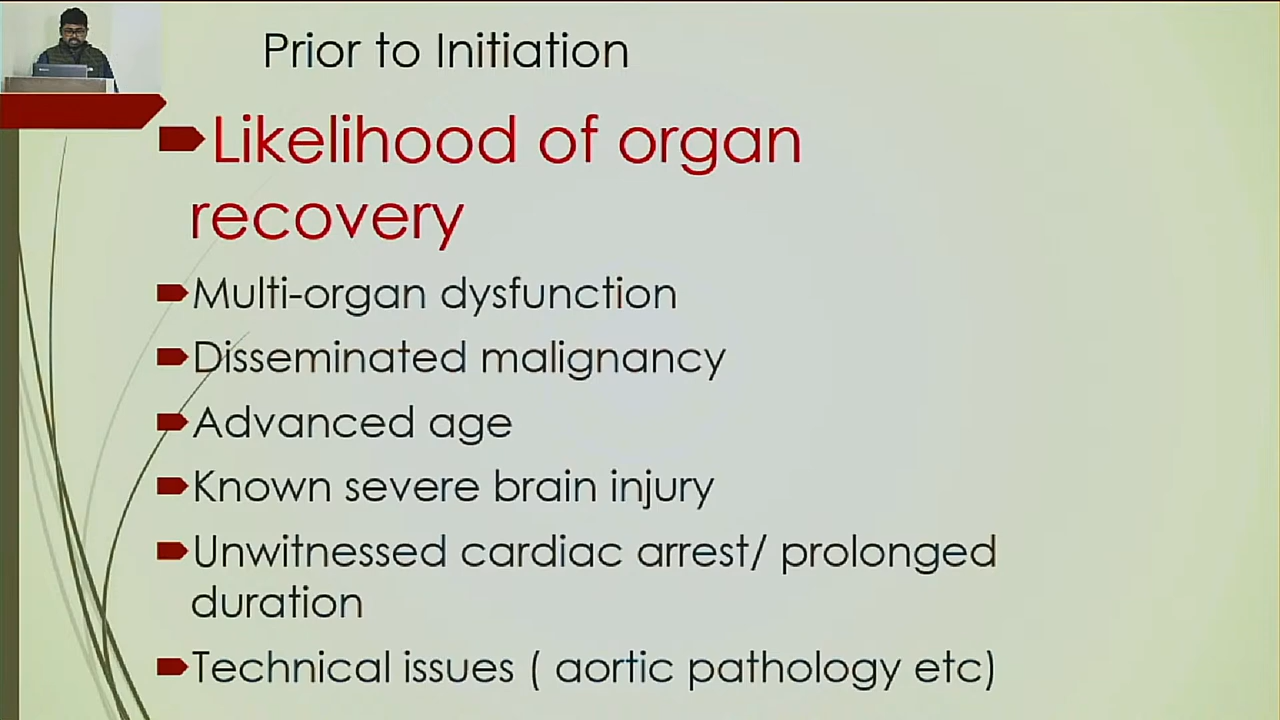 Prior to Initiation
Likelihood of organ
recovery
Multi-organ dysfunction
Disseminated malignancy
Advanced age
Known severe brain injury
Unwitnessed cardiac arrest/ prolonged
duration
Technical issues ( aortic pathology etc)